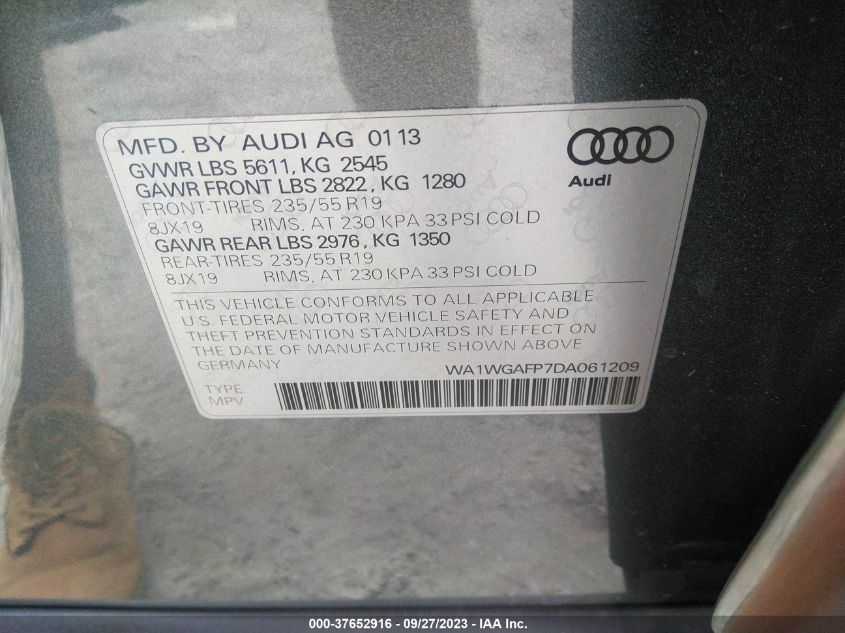 MFD. BY AUDI AG 01 13
GVWR LBS 5611, KG 2545
GAWR FRONT LBS 2822, KG 1280
FRONT-TIRES 235/55 R19
8JX19 RIMS, AT 230 KPA 33 PSI COLD
GAWR REAR LBS 2976, KG 1350
REAR-TIRES 235/55 R19
8JX19 RIMS, AT 230 KPA 33 PSI COLD
Audi
THIS VEHICLE CONFORMS TO ALL APPLICABLE
U.S. FEDERAL MOTOR VEHICLE SAFETY AND
THEFT PREVENTION STANDARDS IN EFFECT ON
THE DATE OF MANUFACTURE SHOWN ABOVE
GERMANY WA1WGAFP7DA061209
TYPE:
MPV
000-37652916 - 09/27/2023 - IAA Inc.